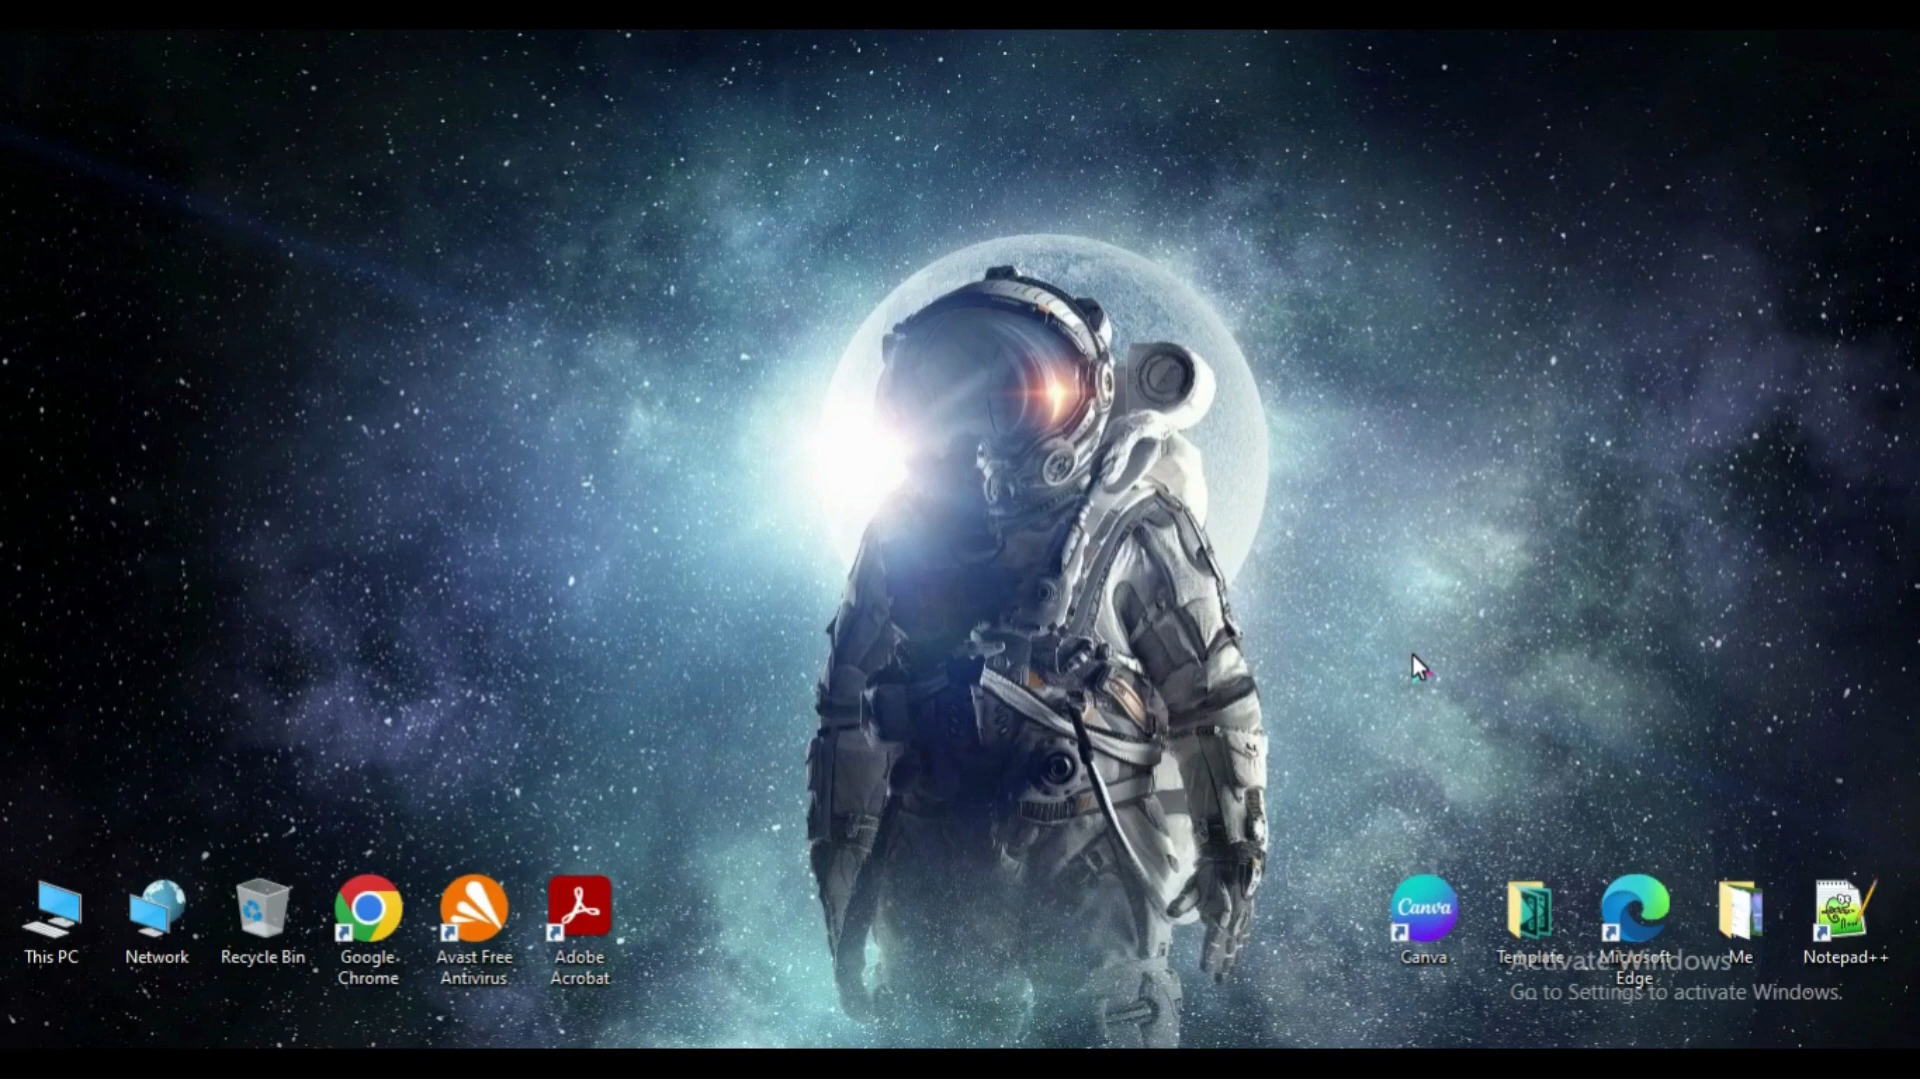 This PC
Network
Recycle Bin
Google Chrome
Avast Free Antivirus
Adobe Acrobat
Canva
Canva
Template
Microsoft Edge
Me
Notepad++
Activate Windows
Go to Settings to activate Windows.